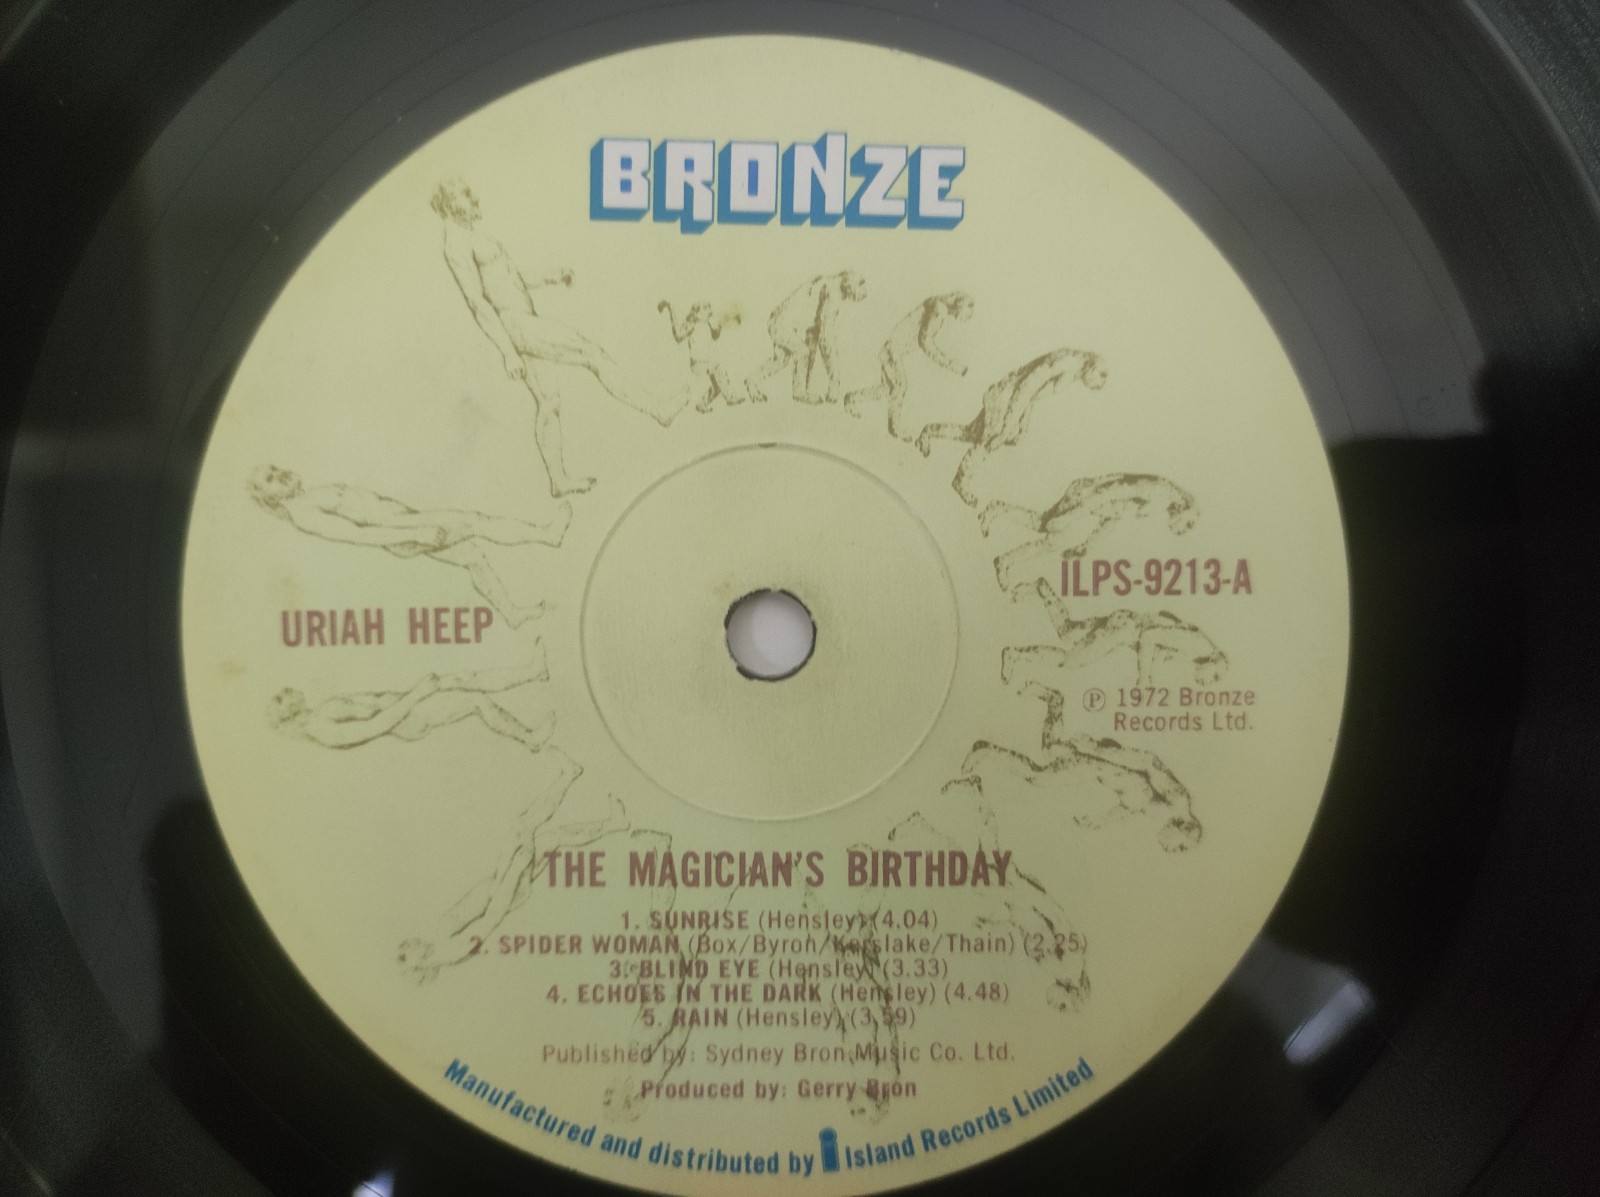 BRONZE
URIAH HEEP
ILPS-9213-A
℗ 1972 Bronze
Records Ltd.
THE MAGICIAN'S BIRTHDAY
1. SUNRISE (Hensley) (4.04)
2. SPIDER WOMAN (Box/Byron/Kerslake/Thain) (2.25)
3. BLIND EYE (Hensley) (3.33)
4. ECHOES IN THE DARK (Hensley) (4.48)
5. RAIN (Hensley) (3.59)
Published by: Sydney Bron Music Co. Ltd.
Produced by: Gerry Bron
Manufactured and distributed by i Island Records Limited